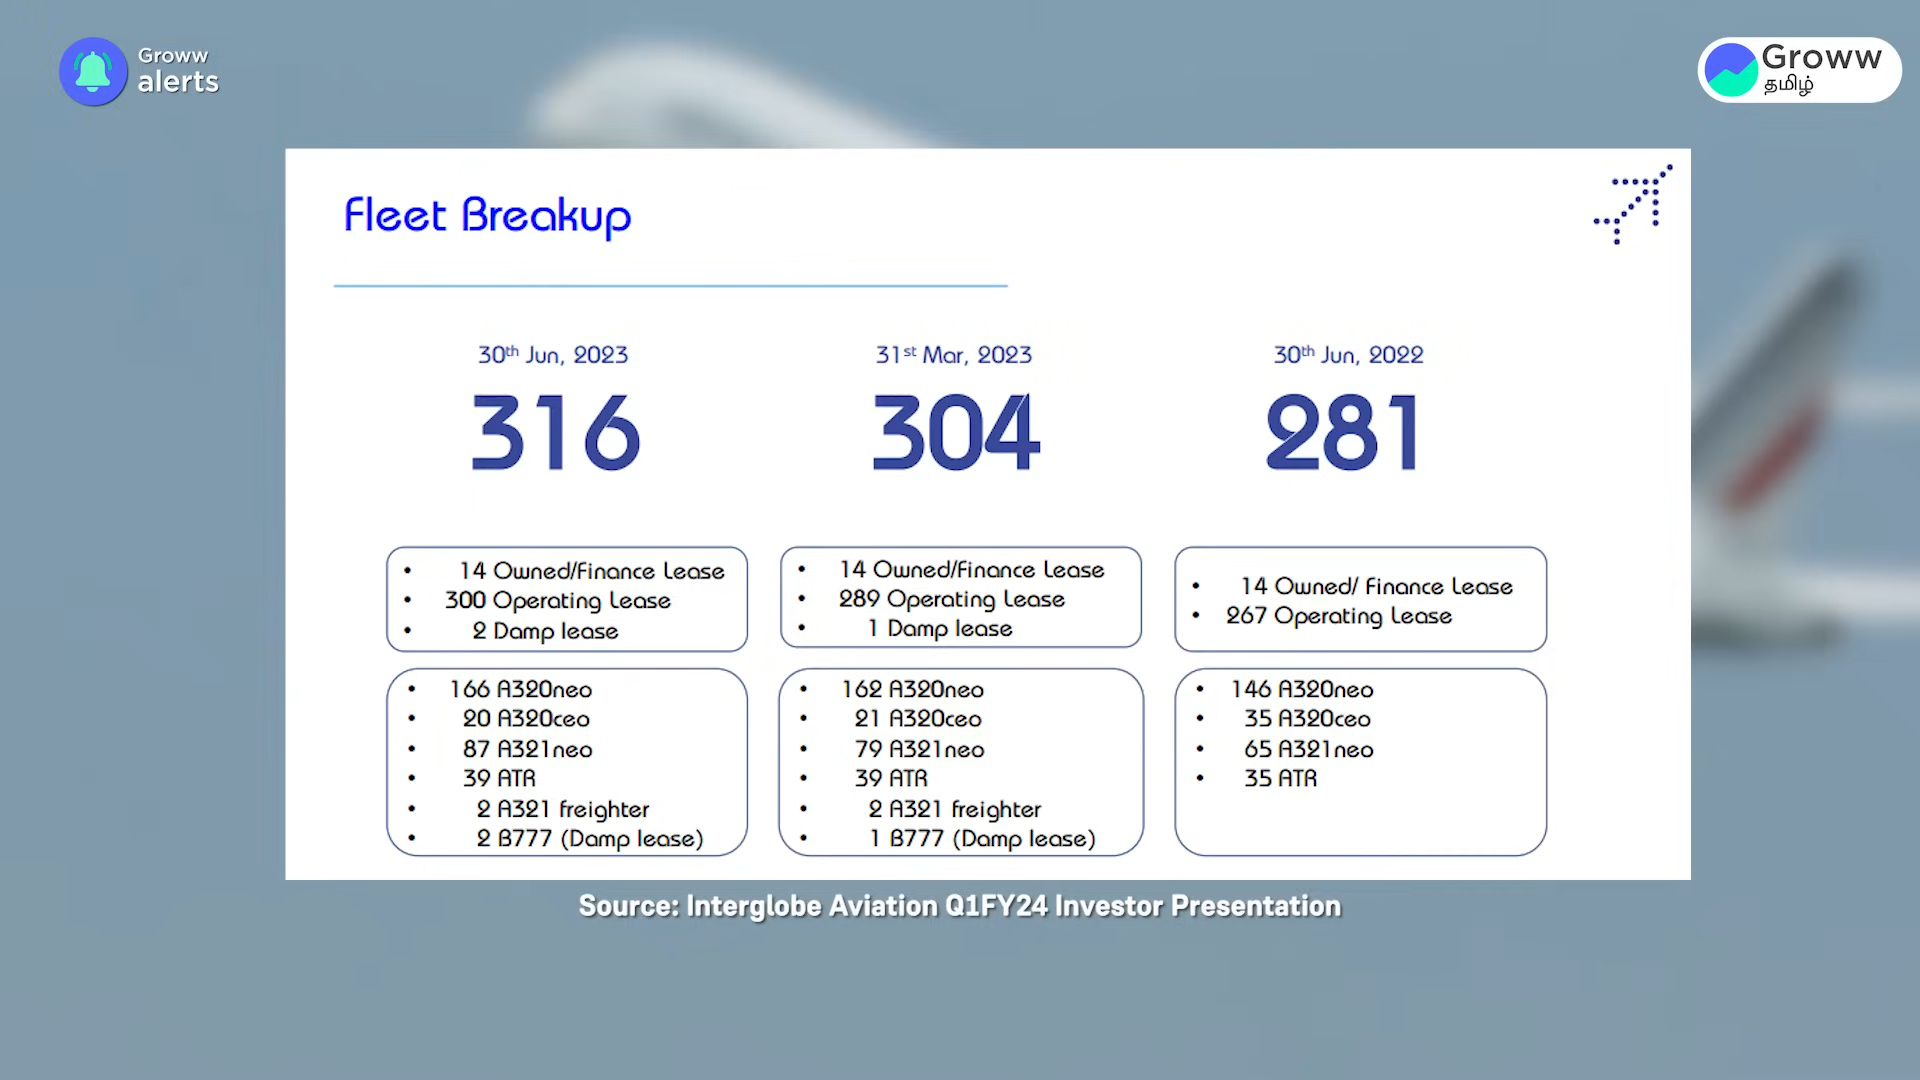 Groww
alerts
Groww
தமிழ்
Fleet Breakup
30th Jun, 2023
316
• 14 Owned/Finance Lease
• 300 Operating Lease
• 2 Damp lease
• 166 A320neo
• 20 A320ceo
• 87 A321neo
• 39 ATR
• 2 A321 freighter
• 2 B777 (Damp lease)
31st Mar, 2023
304
• 14 Owned/Finance Lease
• 289 Operating Lease
• 1 Damp lease
• 162 A320neo
• 21 A320ceo
• 79 A321neo
• 39 ATR
• 2 A321 freighter
• 1 B777 (Damp lease)
30th Jun, 2022
281
• 14 Owned/ Finance Lease
• 267 Operating Lease
• 146 A320neo
• 35 A320ceo
• 65 A321neo
• 35 ATR
Source: Interglobe Aviation Q1FY24 Investor Presentation